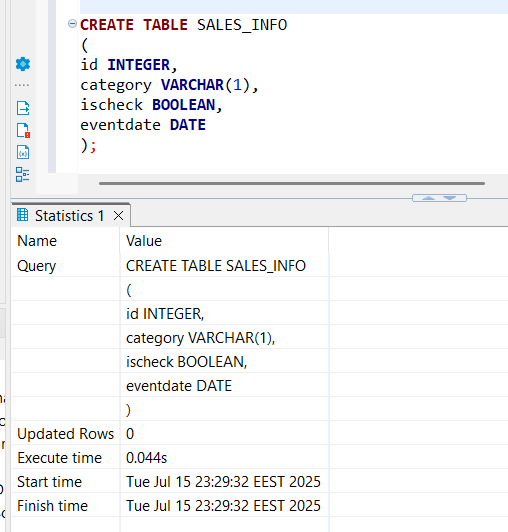 CREATE TABLE SALES_INFO
(
id INTEGER,
category VARCHAR(1),
ischeck BOOLEAN,
eventdate DATE
);
Statistics 1
Name Value
Query CREATE TABLE SALES_INFO
(
id INTEGER,
category VARCHAR(1),
ischeck BOOLEAN,
eventdate DATE
)
Updated Rows 0
Execute time 0.044s
Start time Tue Jul 15 23:29:32 EEST 2025
Finish time Tue Jul 15 23:29:32 EEST 2025